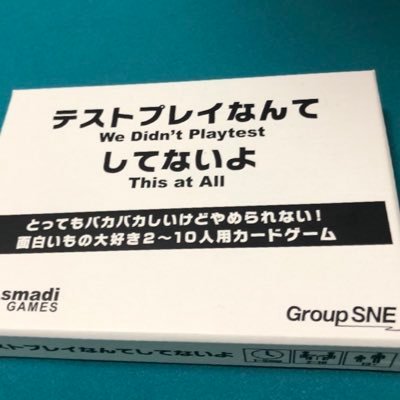 テストプレイなんて
We Didn't Playtest
してないよ
This at All
とってもバカバカしいけどやめられない！
面白いもの大好き2～10人用カードゲーム
smadi
GAMES
Group SNE
ストプレイなんてしてないよ